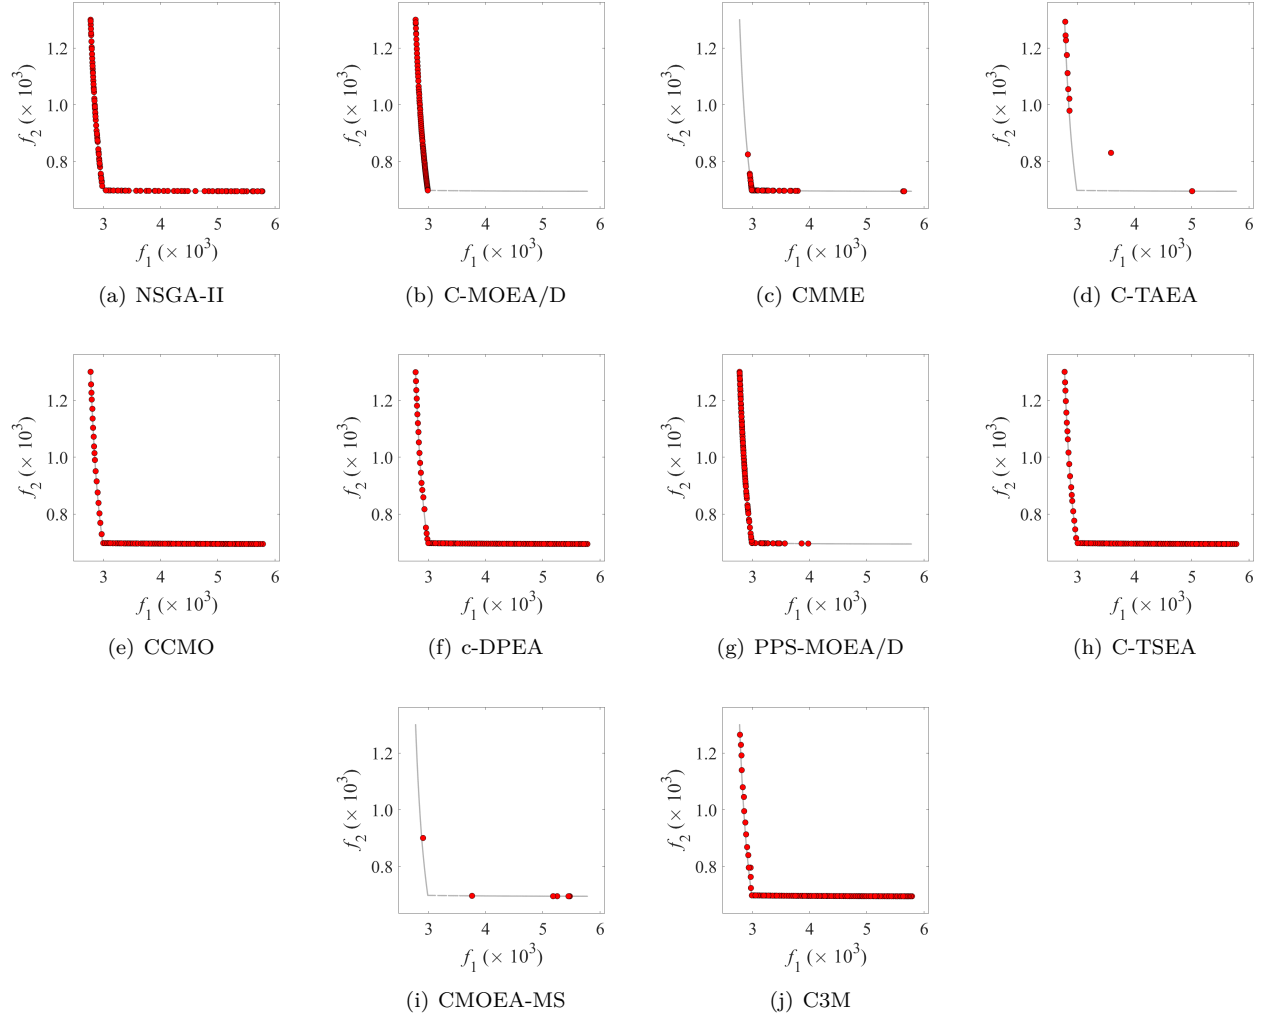 1.2
1.0
0.8
3 4 5 6
f2 (× 10^3)
f1 (× 10^3)
(a) NSGA-II
1.2
1.0
0.8
3 4 5 6
f2 (× 10^3)
f1 (× 10^3)
(b) C-MOEA/D
1.2
1.0
0.8
3 4 5 6
f2 (× 10^3)
f1 (× 10^3)
(c) CMME
1.2
1.0
0.8
3 4 5 6
f2 (× 10^3)
f1 (× 10^3)
(d) C-TAEA
1.2
1.0
0.8
3 4 5 6
f2 (× 10^3)
f1 (× 10^3)
(e) CCMO
1.2
1.0
0.8
3 4 5 6
f2 (× 10^3)
f1 (× 10^3)
(f) c-DPEA
1.2
1.0
0.8
3 4 5 6
f2 (× 10^3)
f1 (× 10^3)
(g) PPS-MOEA/D
1.2
1.0
0.8
3 4 5 6
f2 (× 10^3)
f1 (× 10^3)
(h) C-TSEA
1.2
1.0
0.8
3 4 5 6
f2 (× 10^3)
f1 (× 10^3)
(i) CMOEA-MS
1.2
1.0
0.8
3 4 5 6
f2 (× 10^3)
f1 (× 10^3)
(j) C3M